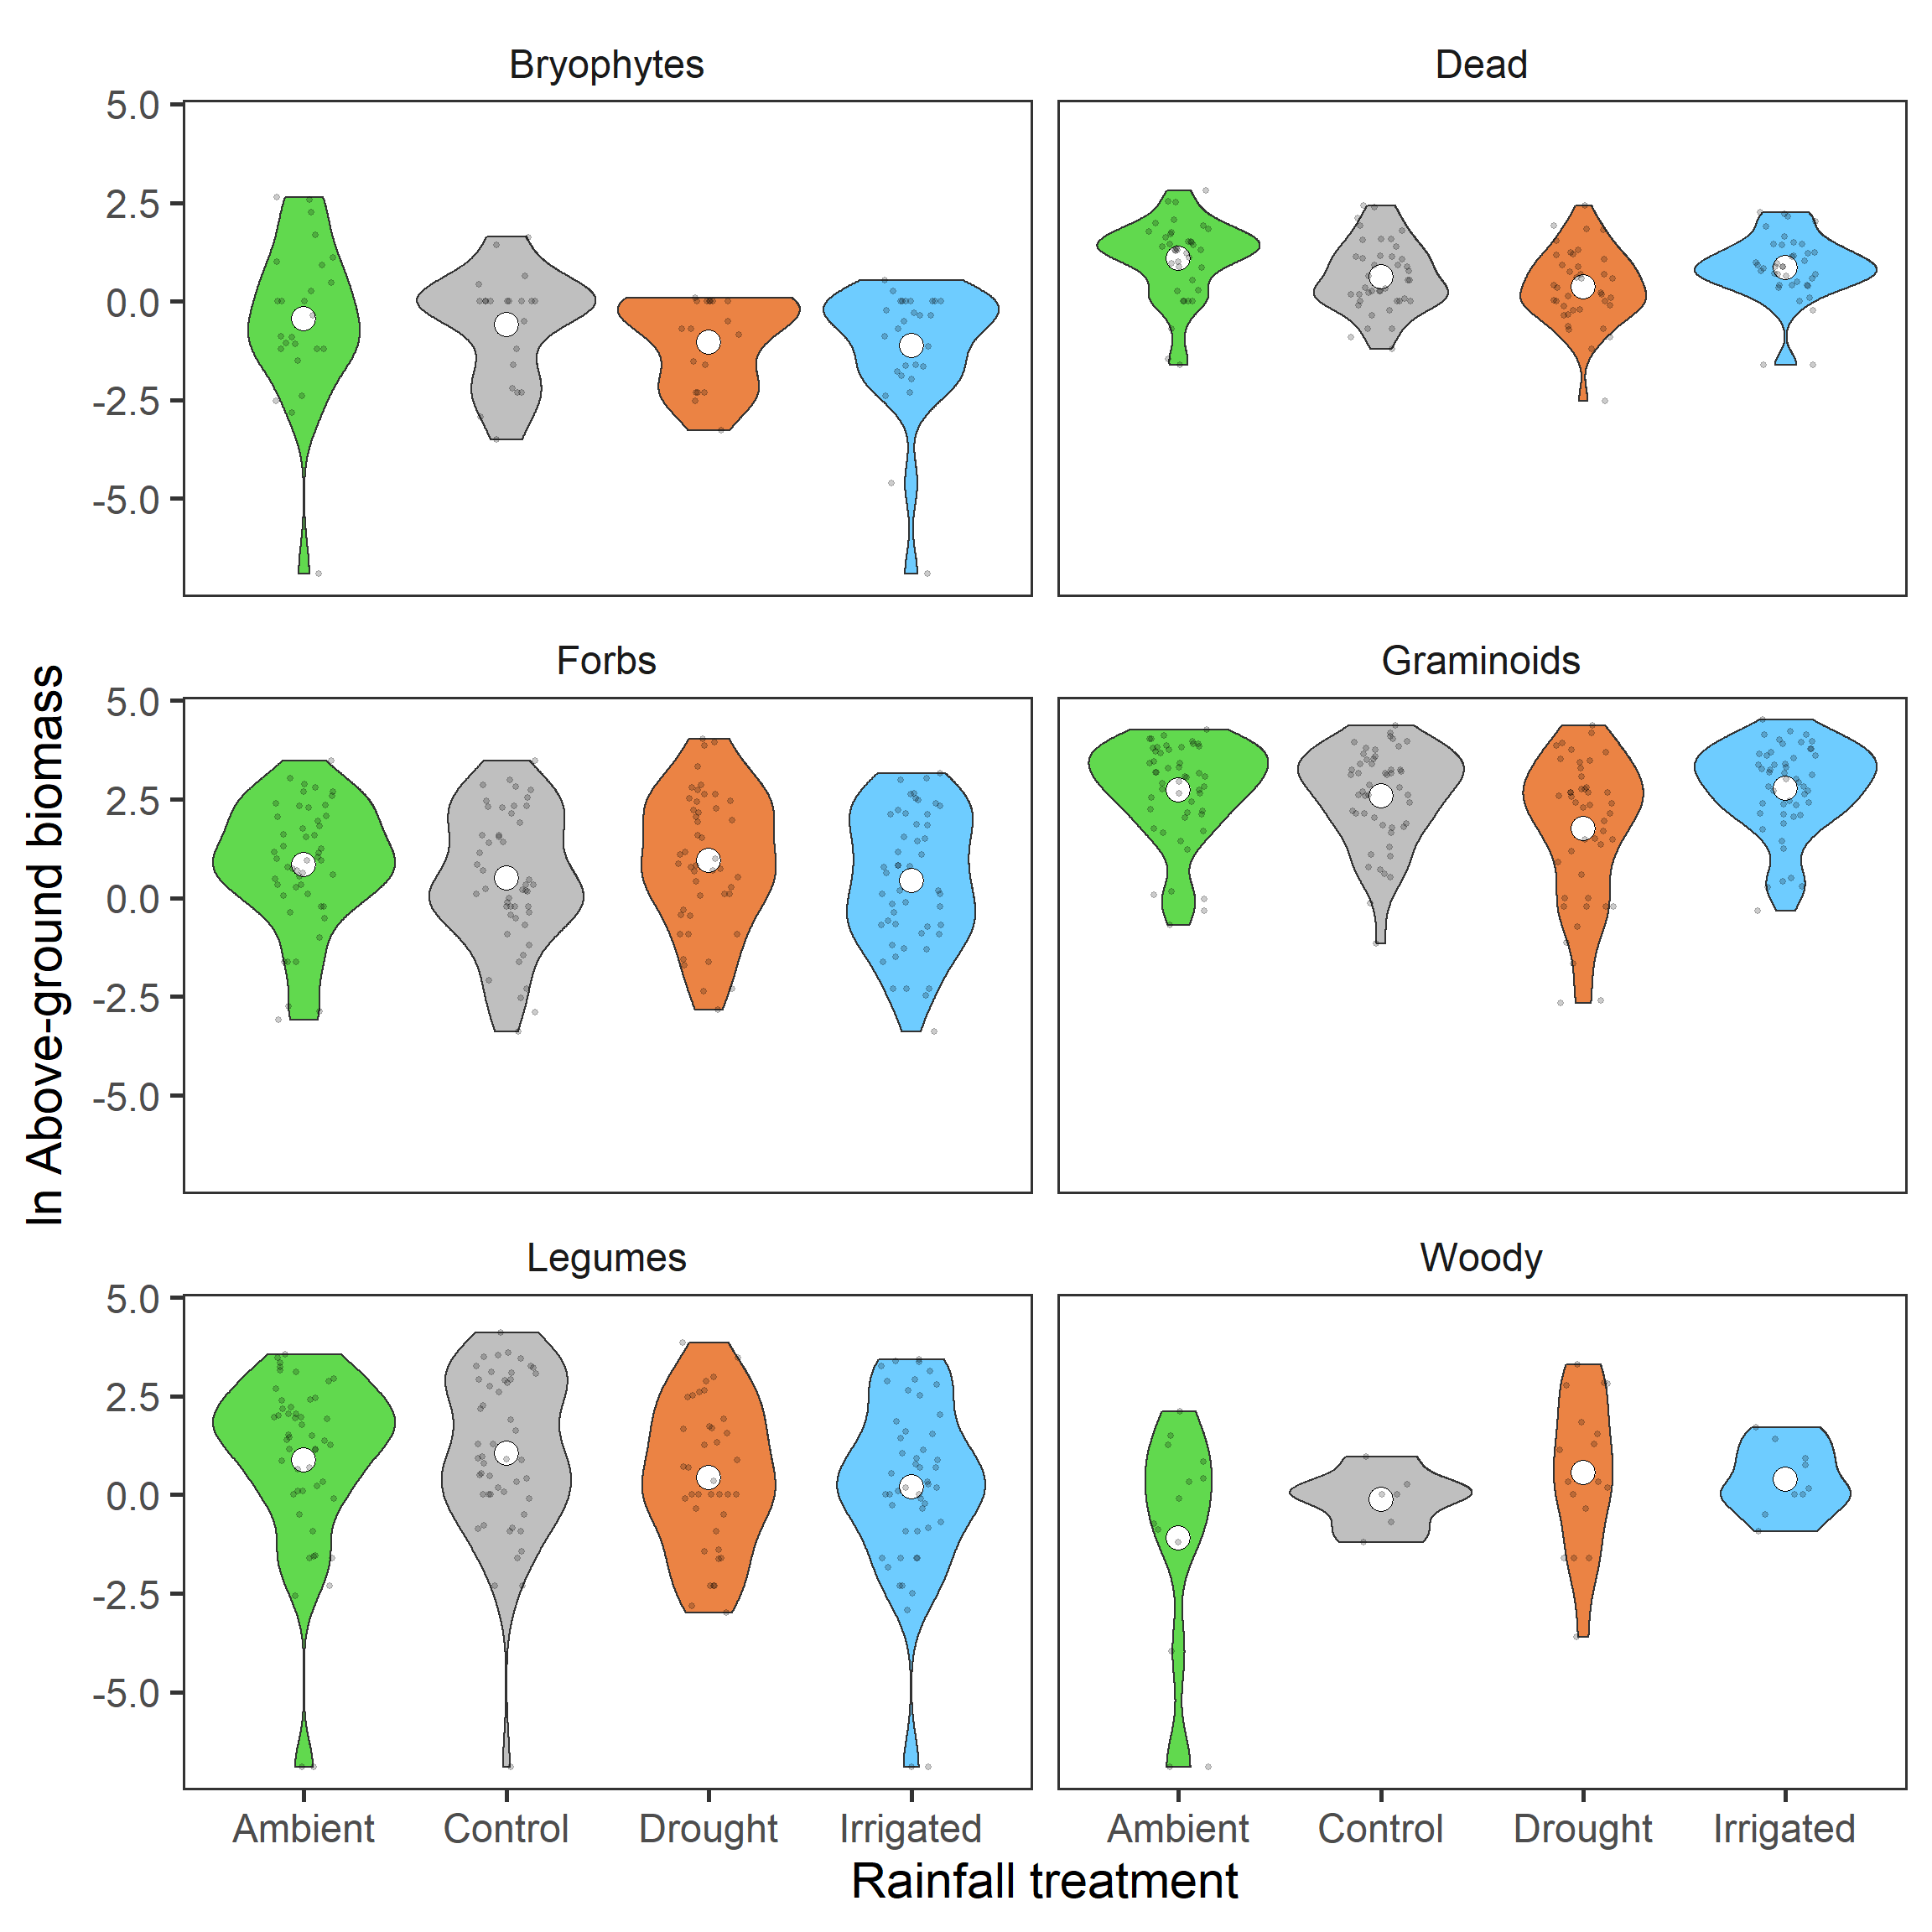 Bryophytes
Dead
5.0
2.5
0.0
-2.5
-5.0
Forbs
Graminoids
5.0
2.5
0.0
-2.5
-5.0
ln Above-ground biomass
Legumes
Woody
5.0
2.5
0.0
-2.5
-5.0
Ambient Control Drought Irrigated
Ambient Control Drought Irrigated
Rainfall treatment